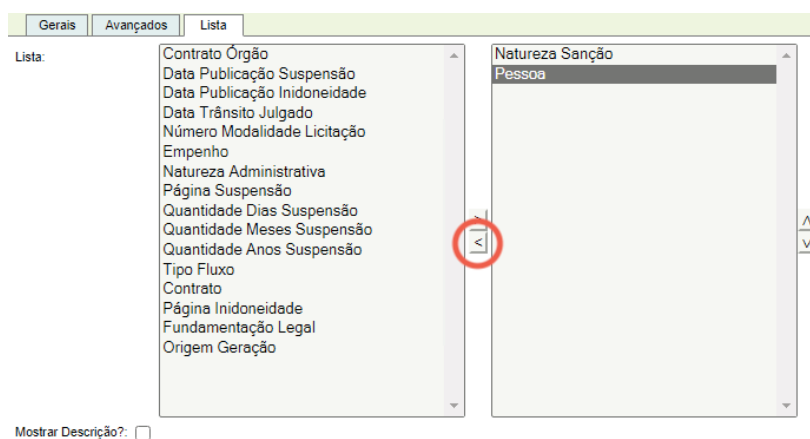 Gerais Avançados Lista
Lista:
Contrato Órgão
Data Publicação Suspensão
Data Publicação Inidoneidade
Data Trânsito Julgado
Número Modalidade Licitação
Empenho
Natureza Administrativa
Página Suspensão
Quantidade Dias Suspensão
Quantidade Meses Suspensão
Quantidade Anos Suspensão
Tipo Fluxo
Contrato
Página Inidoneidade
Fundamentação Legal
Origem Geração
>
<
Natureza Sanção
Pessoa
Mostrar Descrição?: